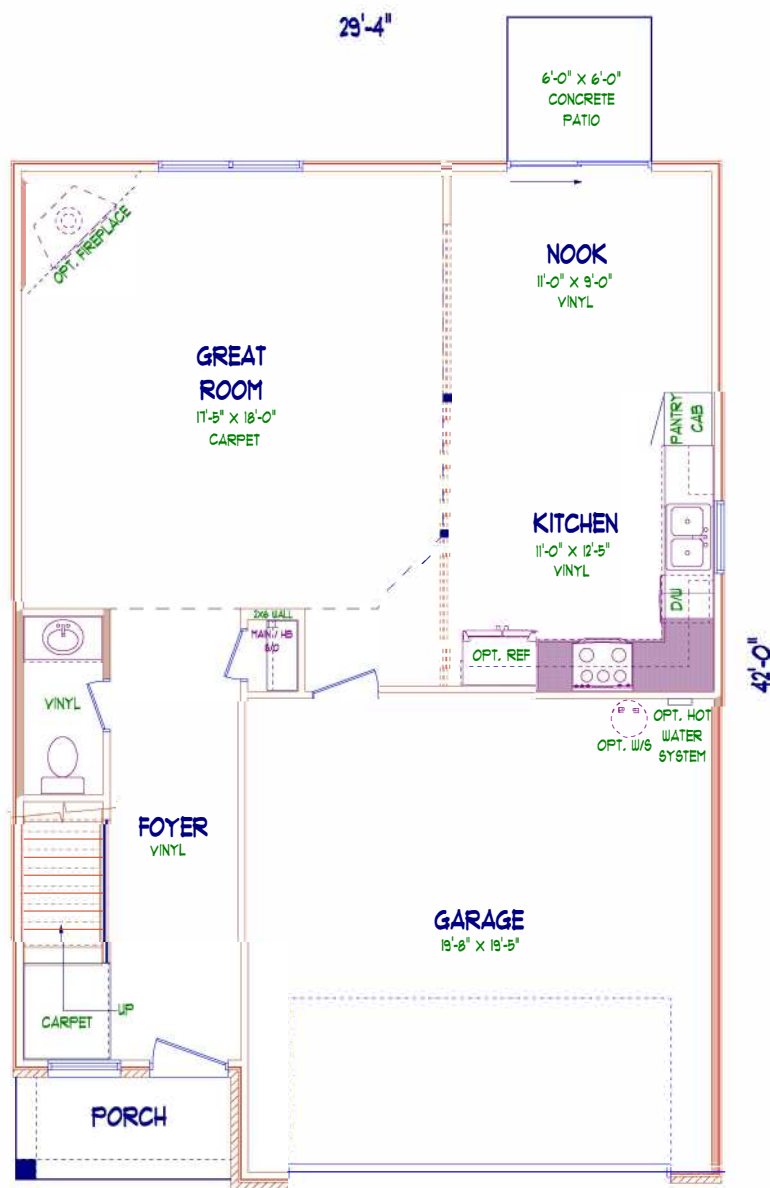 29'-4"
6'-0" X 6'-0"
CONCRETE
PATIO
OPT. FIREPLACE
NOOK
11'-0" X 9'-0"
VINYL
GREAT
ROOM
17'-5" X 18'-0"
CARPET
PANTRY
CAB
KITCHEN
11'-0" X 12'-5"
VINYL
D/W
2X6 WALL
MAIN / HB
S/O
OPT. REF
42'-0"
VINYL
OPT. W/S
OPT. HOT
WATER
SYSTEM
FOYER
VINYL
GARAGE
19'-8" X 19'-5"
UP
CARPET
PORCH